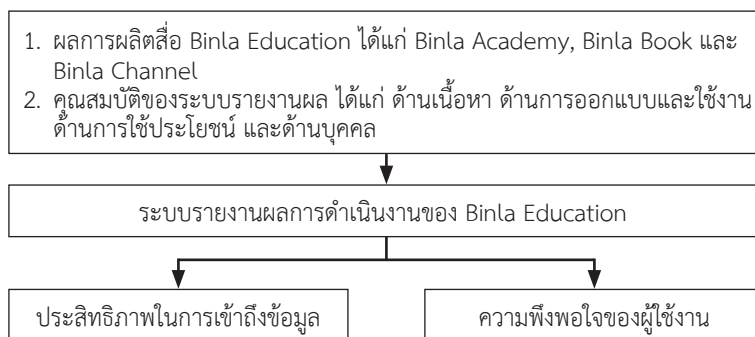 1. ผลการผลิตสื่อ Binla Education ได้แก่ Binla Academy, Binla Book และ
Binla Channel
2. คุณสมบัติของระบบรายงานผล ได้แก่ ด้านเนื้อหา ด้านการออกแบบและใช้งาน
ด้านการใช้ประโยชน์ และด้านบุคคล
ระบบรายงานผลการดำเนินงานของ Binla Education
ประสิทธิภาพในการเข้าถึงข้อมูล
ความพึงพอใจของผู้ใช้งาน